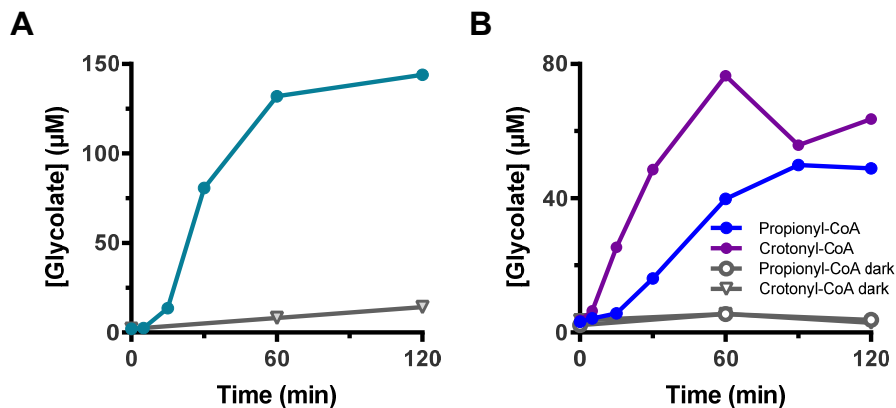 A
B
150
100
50
0
[Glycolate] (µM)
0
60
120
Time (min)
80
40
0
[Glycolate] (µM)
Propionyl-CoA
Crotonyl-CoA
Propionyl-CoA dark
Crotonyl-CoA dark
0
60
120
Time (min)